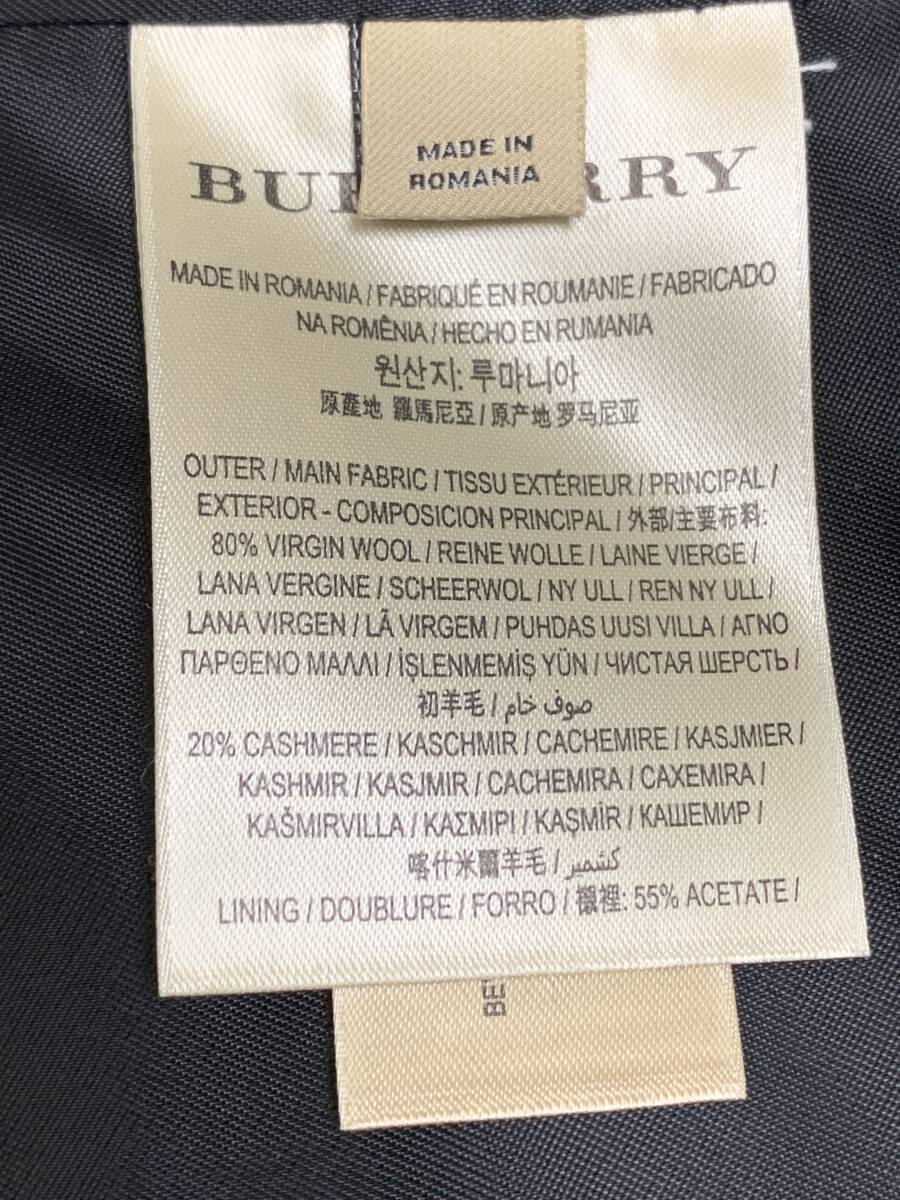 MADE IN
ROMANIA
BU RRY
MADE IN ROMANIA / FABRIQUÉ EN ROUMANIE / FABRICADO
NA ROMÊNIA / HECHO EN RUMANIA
원산지: 루마니아
原產地 羅馬尼亞 / 原产地 罗马尼亚
OUTER / MAIN FABRIC / TISSU EXTÉRIEUR / PRINCIPAL /
EXTERIOR - COMPOSICION PRINCIPAL / 外部/主要布料:
80% VIRGIN WOOL / REINE WOLLE / LAINE VIERGE /
LANA VERGINE / SCHEERWOL / NY ULL / REN NY ULL /
LANA VIRGEN / LÃ VIRGEM / PUHDAS UUSI VILLA / ΑΓΝΟ
ΠΑΡΘΕΝΟ ΜΑΛΛΙ / İŞLENMEMİŞ YÜN / ЧИСТАЯ ШЕРСТЬ /
初羊毛 / صوف خام
20% CASHMERE / KASCHMIR / CACHEMIRE / KASJMIER /
KASHMIR / KASJMIR / CACHEMIRA / CAXEMIRA /
KAŠMIRVILLA / ΚΑΣΜΙΡΙ / KAŞMİR / КАШЕМИР /
喀什米爾羊毛 / كشمير
LINING / DOUBLURE / FORRO / 襯裡: 55% ACETATE /
BE